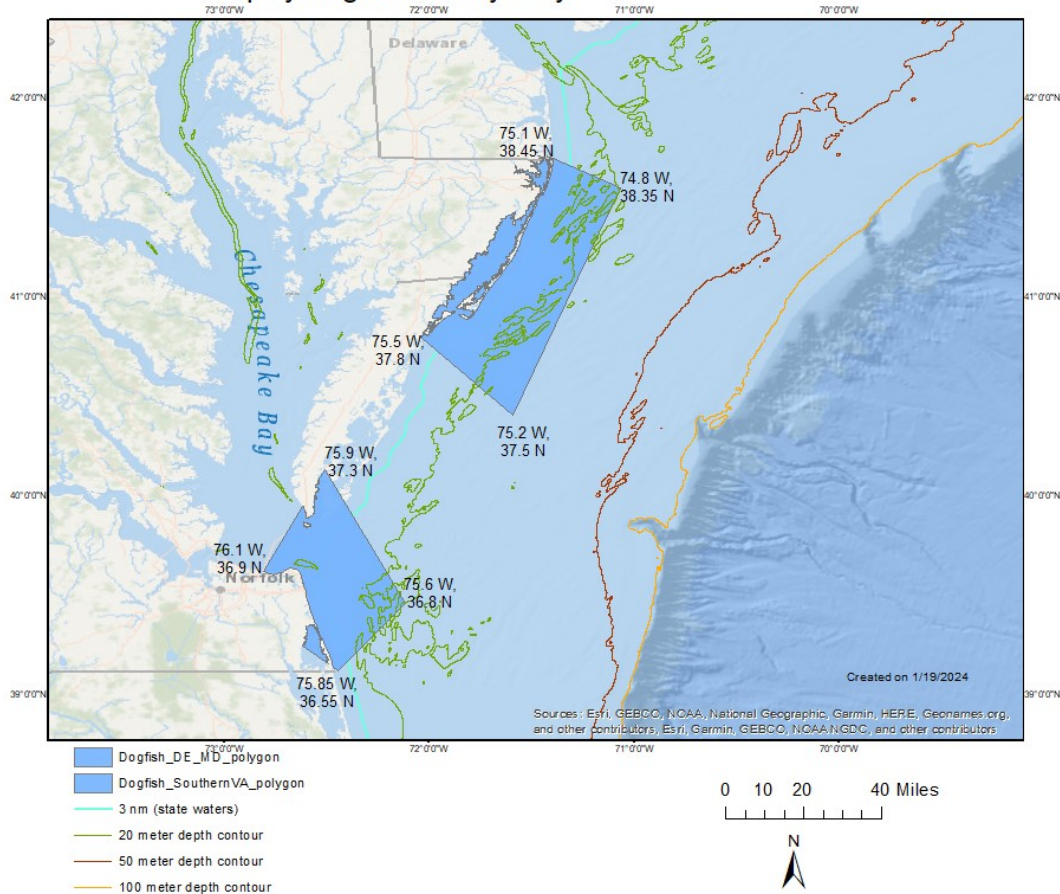 73°0'0"W 72°0'0"W 71°0'0"W 70°0'0"W
Delaware
42°0'0"N 42°0'0"N
75.1 W,
38.45 N
74.8 W,
38.35 N
Chesapeake Bay
41°0'0"N 41°0'0"N
75.5 W,
37.8 N
75.2 W,
37.5 N
75.9 W,
37.3 N
40°0'0"N 40°0'0"N
76.1 W,
36.9 N
Norfolk
75.6 W,
36.8 N
75.85 W,
36.55 N
Created on 1/19/2024
39°0'0"N 39°0'0"N
Sources: Esri, GEBCO, NOAA, National Geographic, Garmin, HERE, Geonames.org,
and other contributors, Esri, Garmin, GEBCO, NOAA NGDC, and other contributors
73°0'0"W 72°0'0"W 71°0'0"W 70°0'0"W
Dogfish_DE_MD_polygon
Dogfish_SouthernVA_polygon
3 nm (state waters)
20 meter depth contour
50 meter depth contour
100 meter depth contour
0 10 20 40 Miles
N